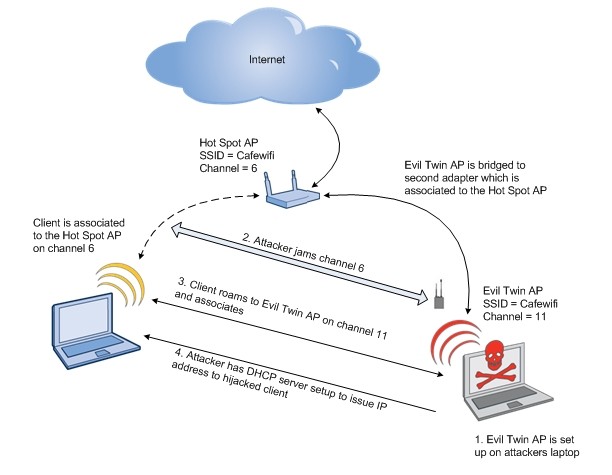 Internet
Hot Spot AP
SSID = Cafewifi
Channel = 6
Evil Twin AP is bridged to
second adapter which is
associated to the Hot Spot AP
Client is associated
to the Hot Spot AP
on channel 6
2. Attacker jams channel 6
3. Client roams to Evil Twin AP on channel 11
and associates
Evil Twin AP
SSID = Cafewifi
Channel = 11
4. Attacker has DHCP server setup to issue IP
address to hijacked client
1. Evil Twin AP is set
up on attackers laptop